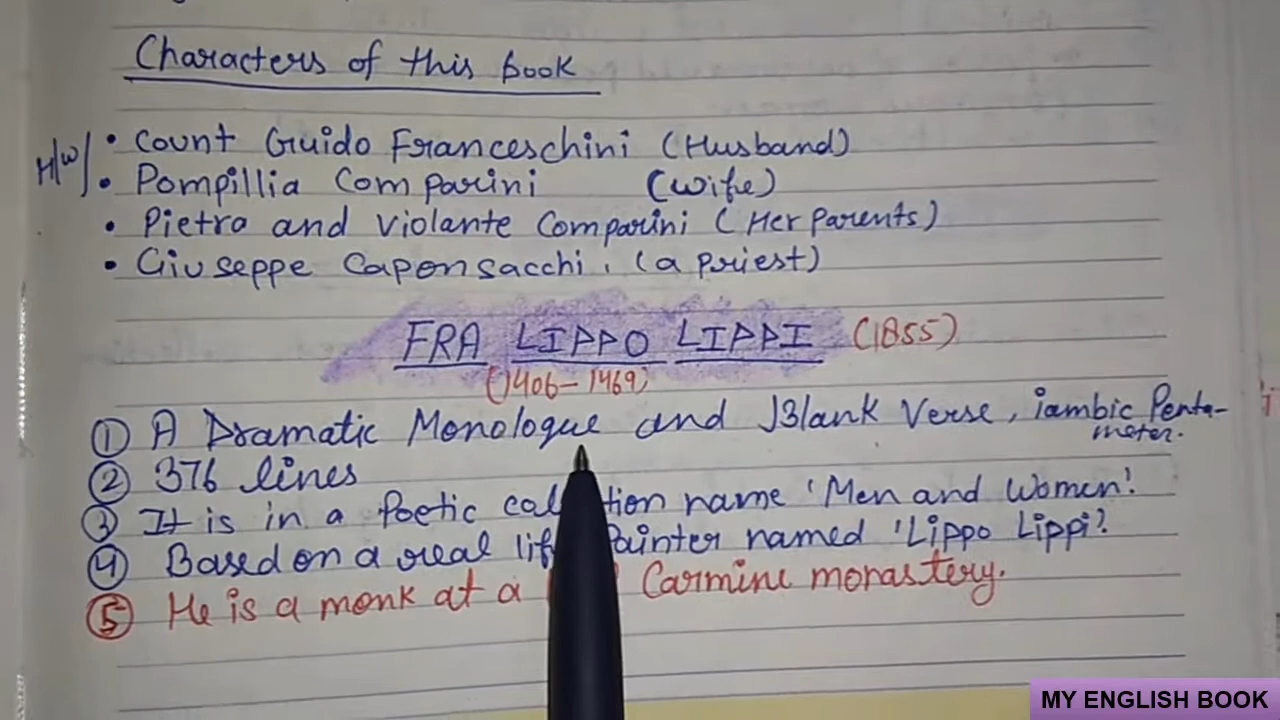 Characters of this book
H/W
• Count Guido Franceschini (Husband)
• Pompillia Comparini (wife)
• Pietra and Violante Comparini (Her Parents)
• Giuseppe Caponsacchi. (a priest)
FRA LIPPO LIPPI (1855)
(1406-1469)
① A Dramatic Monologue and Blank Verse, iambic Penta-
meter.
② 376 lines
③ It is in a Poetic collection name 'Men and Women'.
④ Based on a real life Painter named 'Lippo Lippi'.
⑤ He is a monk at a Carmine monastery.
MY ENGLISH BOOK